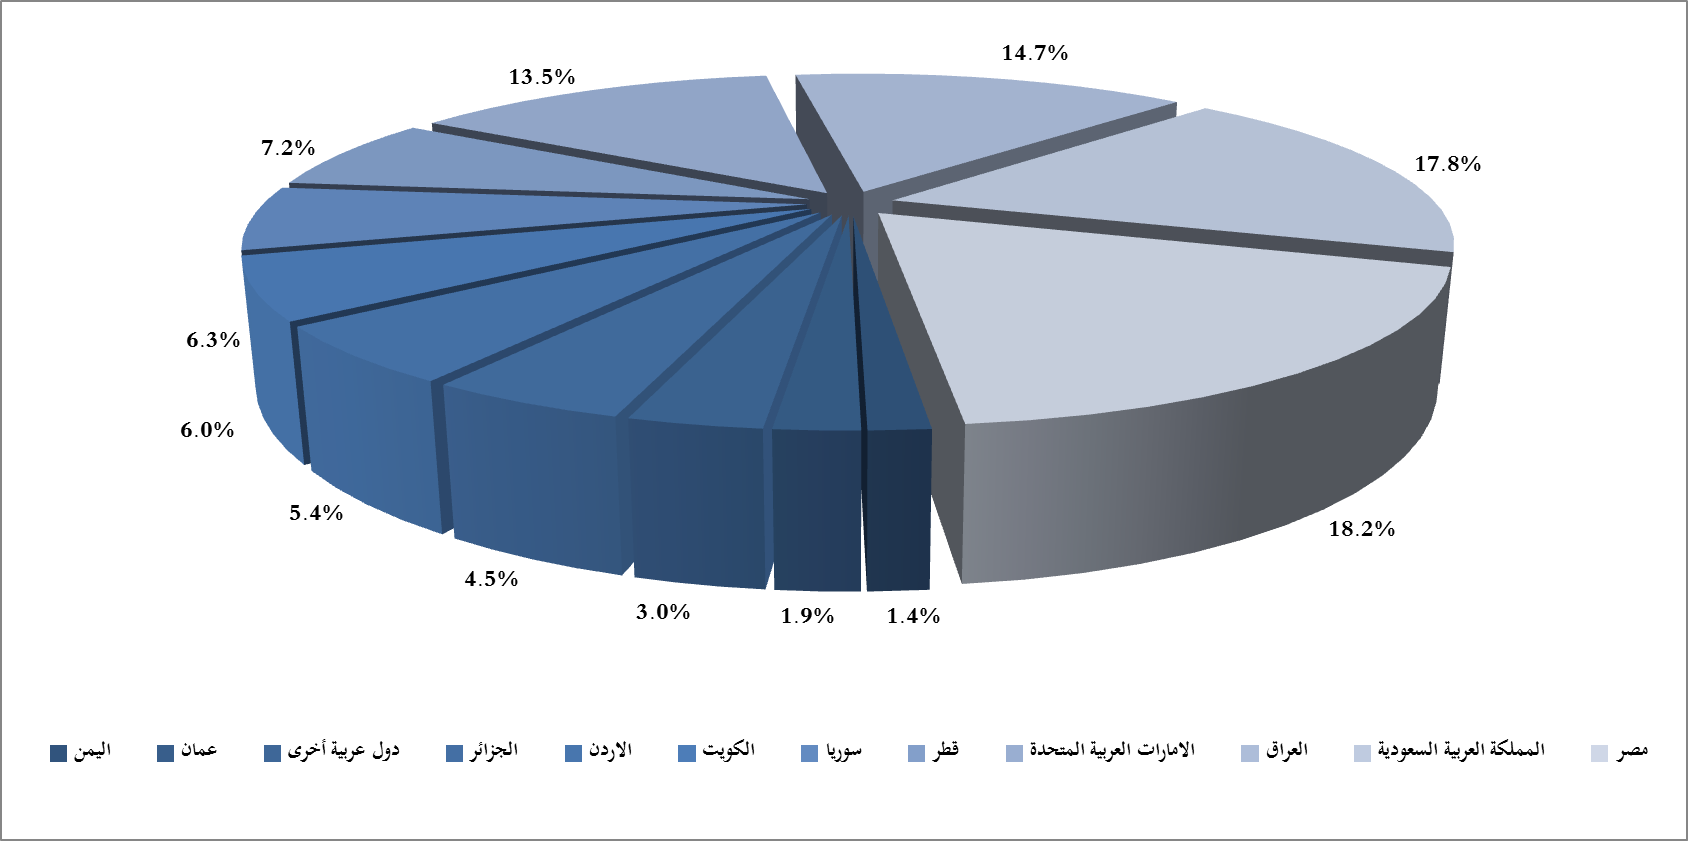 14.7%
13.5%
7.2%
17.8%
6.3%
6.0%
5.4%
18.2%
4.5%
3.0%
1.9%
1.4%
مصر
المملكة العربية السعودية
العراق
الامارات العربية المتحدة
قطر
سوريا
الكويت
الاردن
الجزائر
دول عربية أخرى
عمان
اليمن